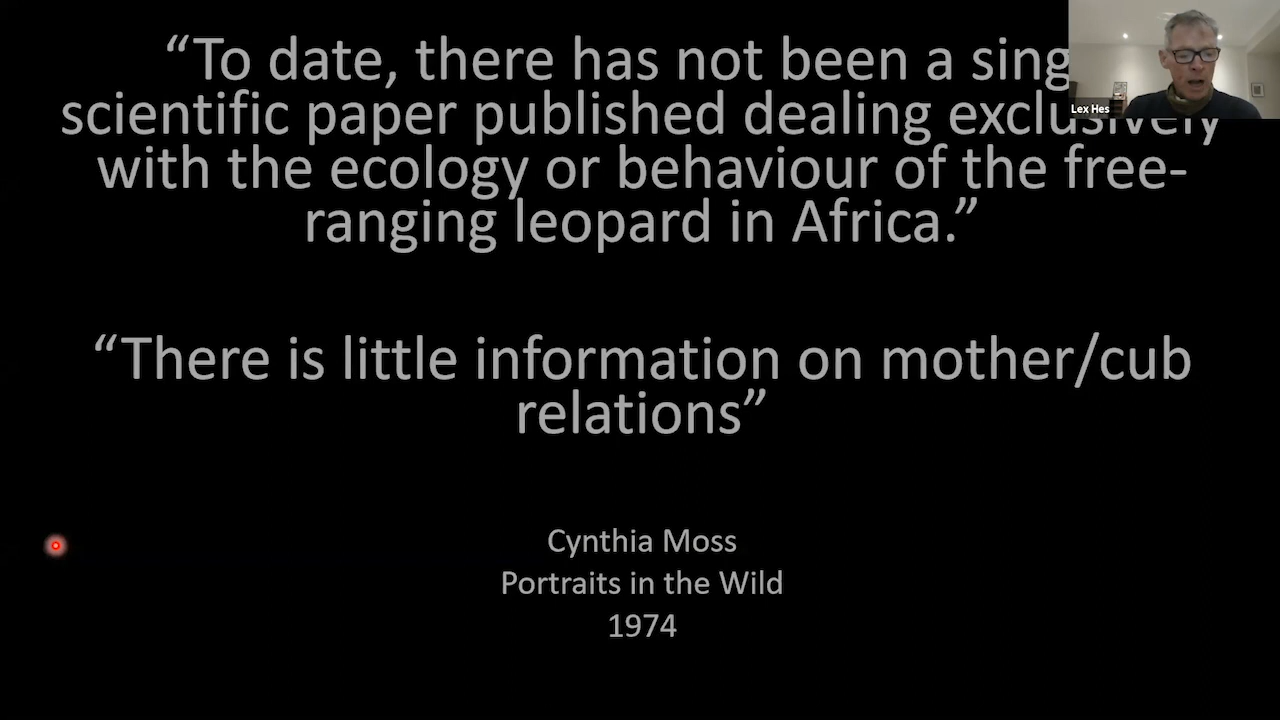 “To date, there has not been a sing
scientific paper published dealing exclusively
with the ecology or behaviour of the free-
ranging leopard in Africa.”
“There is little information on mother/cub
relations”
Cynthia Moss
Portraits in the Wild
1974
Lex Hes